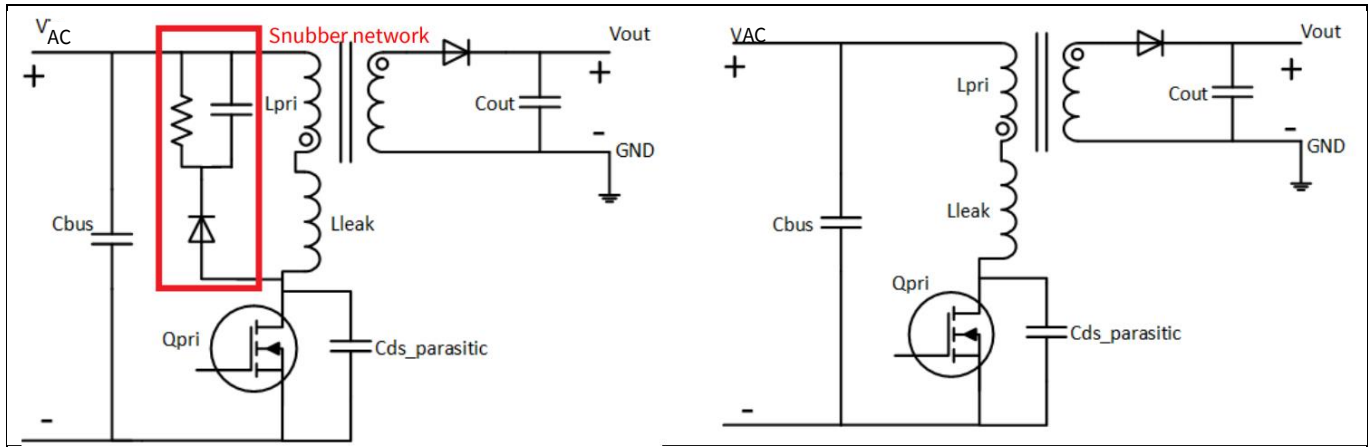 VAC
Snubber network
Vout
+
Lpri
Cout
+
-
GND
Cbus
Lleak
Qpri
Cds_parasitic
-
VAC
Vout
+
Lpri
Cout
+
-
GND
Cbus
Lleak
Qpri
Cds_parasitic
-